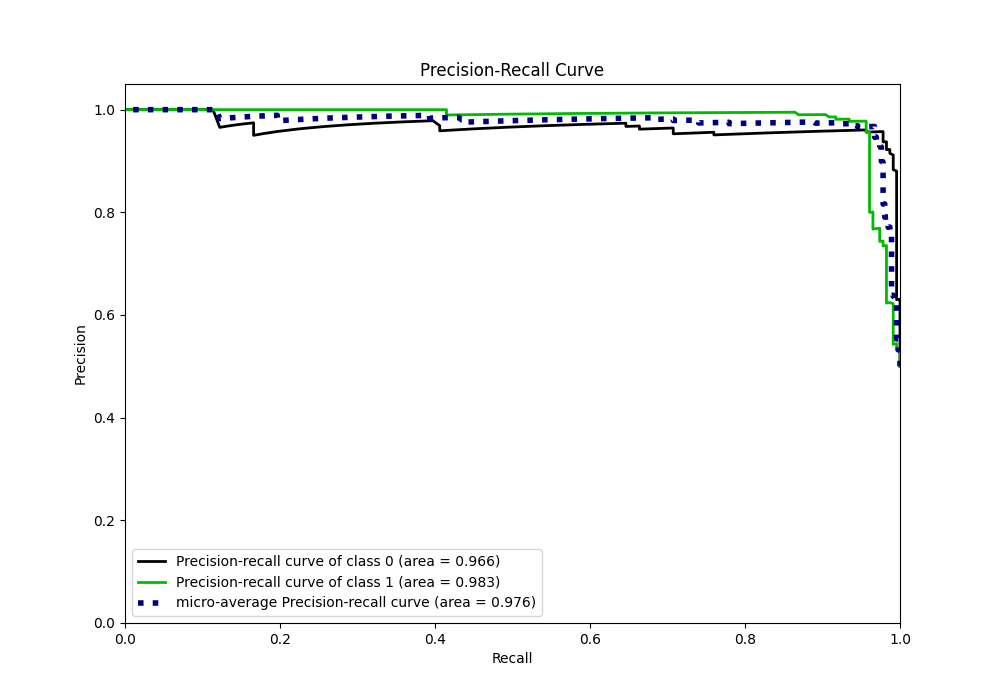 Precision-Recall Curve
1.0
0.8
0.6
0.4
0.2
0.0
Precision
Precision-recall curve of class 0 (area = 0.966)
Precision-recall curve of class 1 (area = 0.983)
micro-average Precision-recall curve (area = 0.976)
0.0 0.2 0.4 0.6 0.8 1.0
Recall